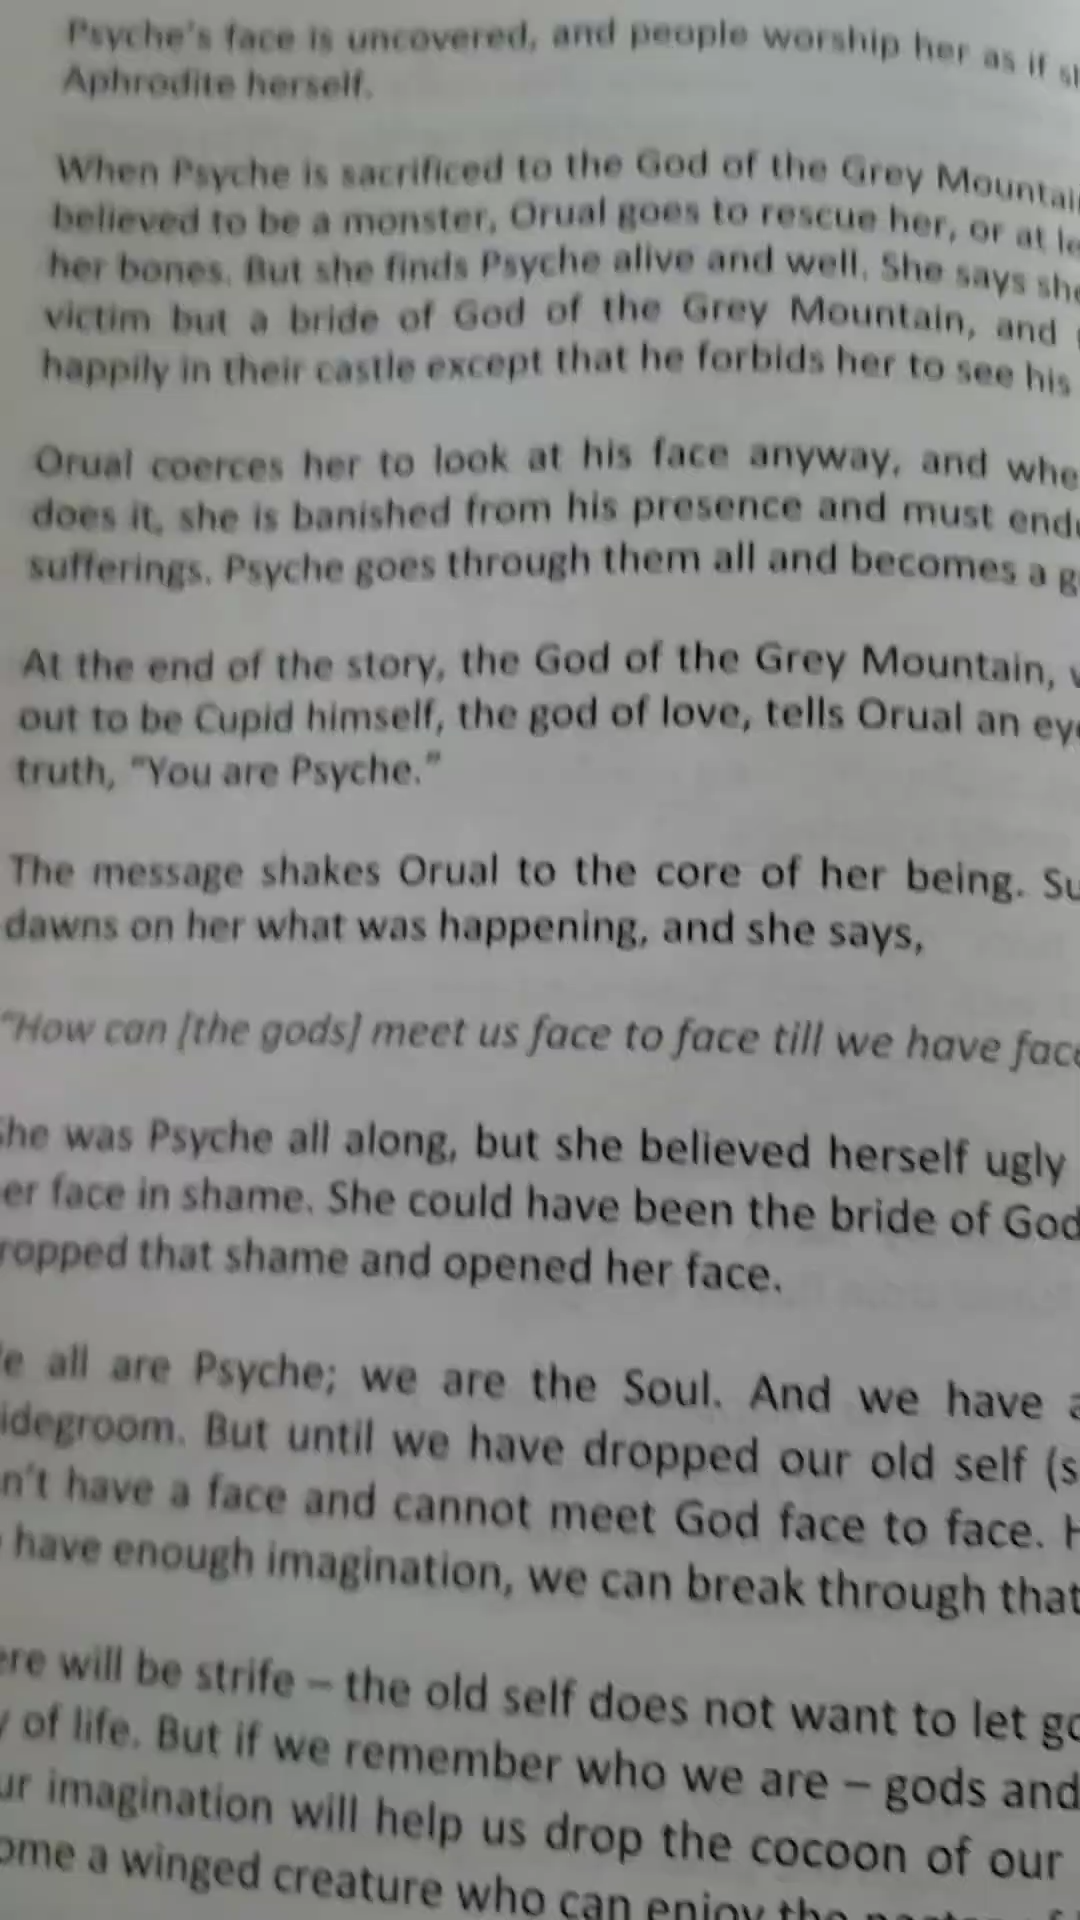 Psyche's face is uncovered, and people worship her as if
Aphrodite herself.
When Psyche is sacrificed to the God of the Grey Mountain
believed to be a monster, Orual goes to rescue her, or at
her bones. But she finds Psyche alive and well. She says she
victim but a bride of God of the Grey Mountain, and
happily in their castle except that he forbids her to see his
Orual coerces her to look at his face anyway, and whe
does it, she is banished from his presence and must endu
sufferings. Psyche goes through them all and becomes a g
At the end of the story, the God of the Grey Mountain,
out to be Cupid himself, the god of love, tells Orual an eye
truth, "You are Psyche."
The message shakes Orual to the core of her being. Su
dawns on her what was happening, and she says,
"How can [the gods] meet us face to face till we have face
She was Psyche all along, but she believed herself ugly
er face in shame. She could have been the bride of God
ropped that shame and opened her face.
e all are Psyche; we are the Soul. And we have a
idegroom. But until we have dropped our old self (s
n't have a face and cannot meet God face to face. H
have enough imagination, we can break through that
ere will be strife – the old self does not want to let go
y of life. But if we remember who we are – gods and
ur imagination will help us drop the cocoon of our
ome a winged creature who can enjoy the